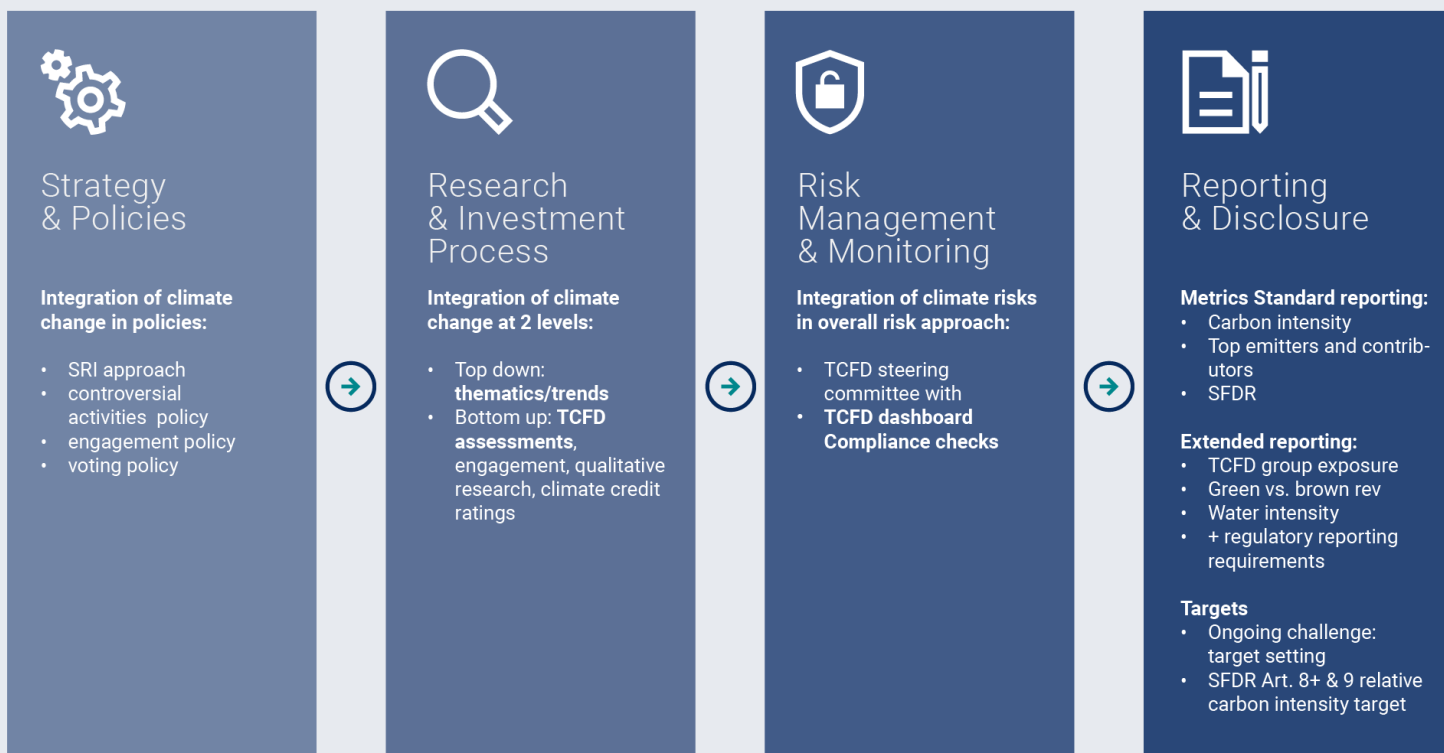 Strategy
& Policies
Integration of climate
change in policies:
• SRI approach
• controversial
activities  policy
• engagement policy
• voting policy
Research
& Investment
Process
Integration of climate
change at 2 levels:
• Top down:
thematics/trends
• Bottom up: TCFD
assessments,
engagement, qualitative
research, climate credit
ratings
Risk
Management
& Monitoring
Integration of climate risks
in overall risk approach:
• TCFD steering
committee with
• TCFD dashboard
Compliance checks
Reporting
& Disclosure
Metrics Standard reporting:
• Carbon intensity
• Top emitters and contrib-
utors
• SFDR
Extended reporting:
• TCFD group exposure
• Green vs. brown rev
• Water intensity
• + regulatory reporting
requirements
Targets
• Ongoing challenge:
target setting
• SFDR Art. 8+ & 9 relative
carbon intensity target